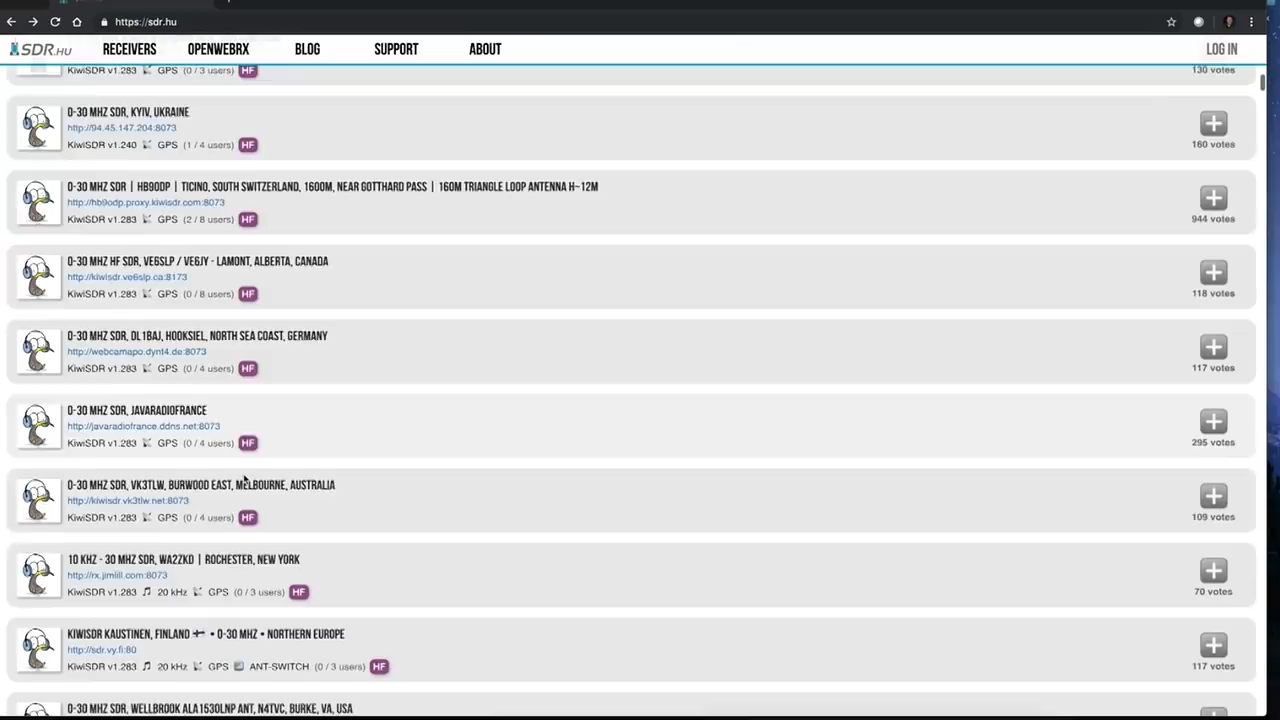 https://sdr.hu
SDR.HU RECEIVERS OPENWEBRX BLOG SUPPORT ABOUT LOG IN
KiwiSDR v1.283 GPS (0 / 3 users) HF
130 votes
0-30 MHZ SDR, KYIV, UKRAINE
http://94.45.147.204:8073
KiwiSDR v1.240 GPS (1 / 4 users) HF
160 votes
0-30 MHZ SDR | HB9ODP | TICINO, SOUTH SWITZERLAND, 1600M, NEAR GOTTHARD PASS | 160M TRIANGLE LOOP ANTENNA H~12M
http://hb9odp.proxy.kiwisdr.com:8073
KiwiSDR v1.283 GPS (2 / 8 users) HF
944 votes
0-30 MHZ HF SDR, VE6SLP / VE6JY - LAMONT, ALBERTA, CANADA
http://kiwisdr.ve6slp.ca:8173
KiwiSDR v1.283 GPS (0 / 8 users) HF
118 votes
0-30 MHZ SDR, DL1BAJ, HOOKSIEL, NORTH SEA COAST, GERMANY
http://webcamapo.dynt4.de:8073
KiwiSDR v1.283 GPS (0 / 4 users) HF
117 votes
0-30 MHZ SDR, JAVARADIOFRANCE
http://javaradiofrance.ddns.net:8073
KiwiSDR v1.283 GPS (0 / 4 users) HF
295 votes
0-30 MHZ SDR, VK3TLW, BURWOOD EAST, MELBOURNE, AUSTRALIA
http://kiwisdr.vk3tlw.net:8073
KiwiSDR v1.283 GPS (0 / 4 users) HF
109 votes
10 KHZ - 30 MHZ SDR, WA2ZKD | ROCHESTER, NEW YORK
http://rx.jimlill.com:8073
KiwiSDR v1.283 20 kHz GPS (0 / 3 users) HF
70 votes
KIWISDR KAUSTINEN, FINLAND • 0-30 MHZ • NORTHERN EUROPE
http://sdr.vy.fi:80
KiwiSDR v1.283 20 kHz GPS ANT-SWITCH (0 / 3 users) HF
117 votes
0-30 MHZ SDR, WELLBROOK ALA1530LNP ANT, N4TVC, BURKE, VA, USA